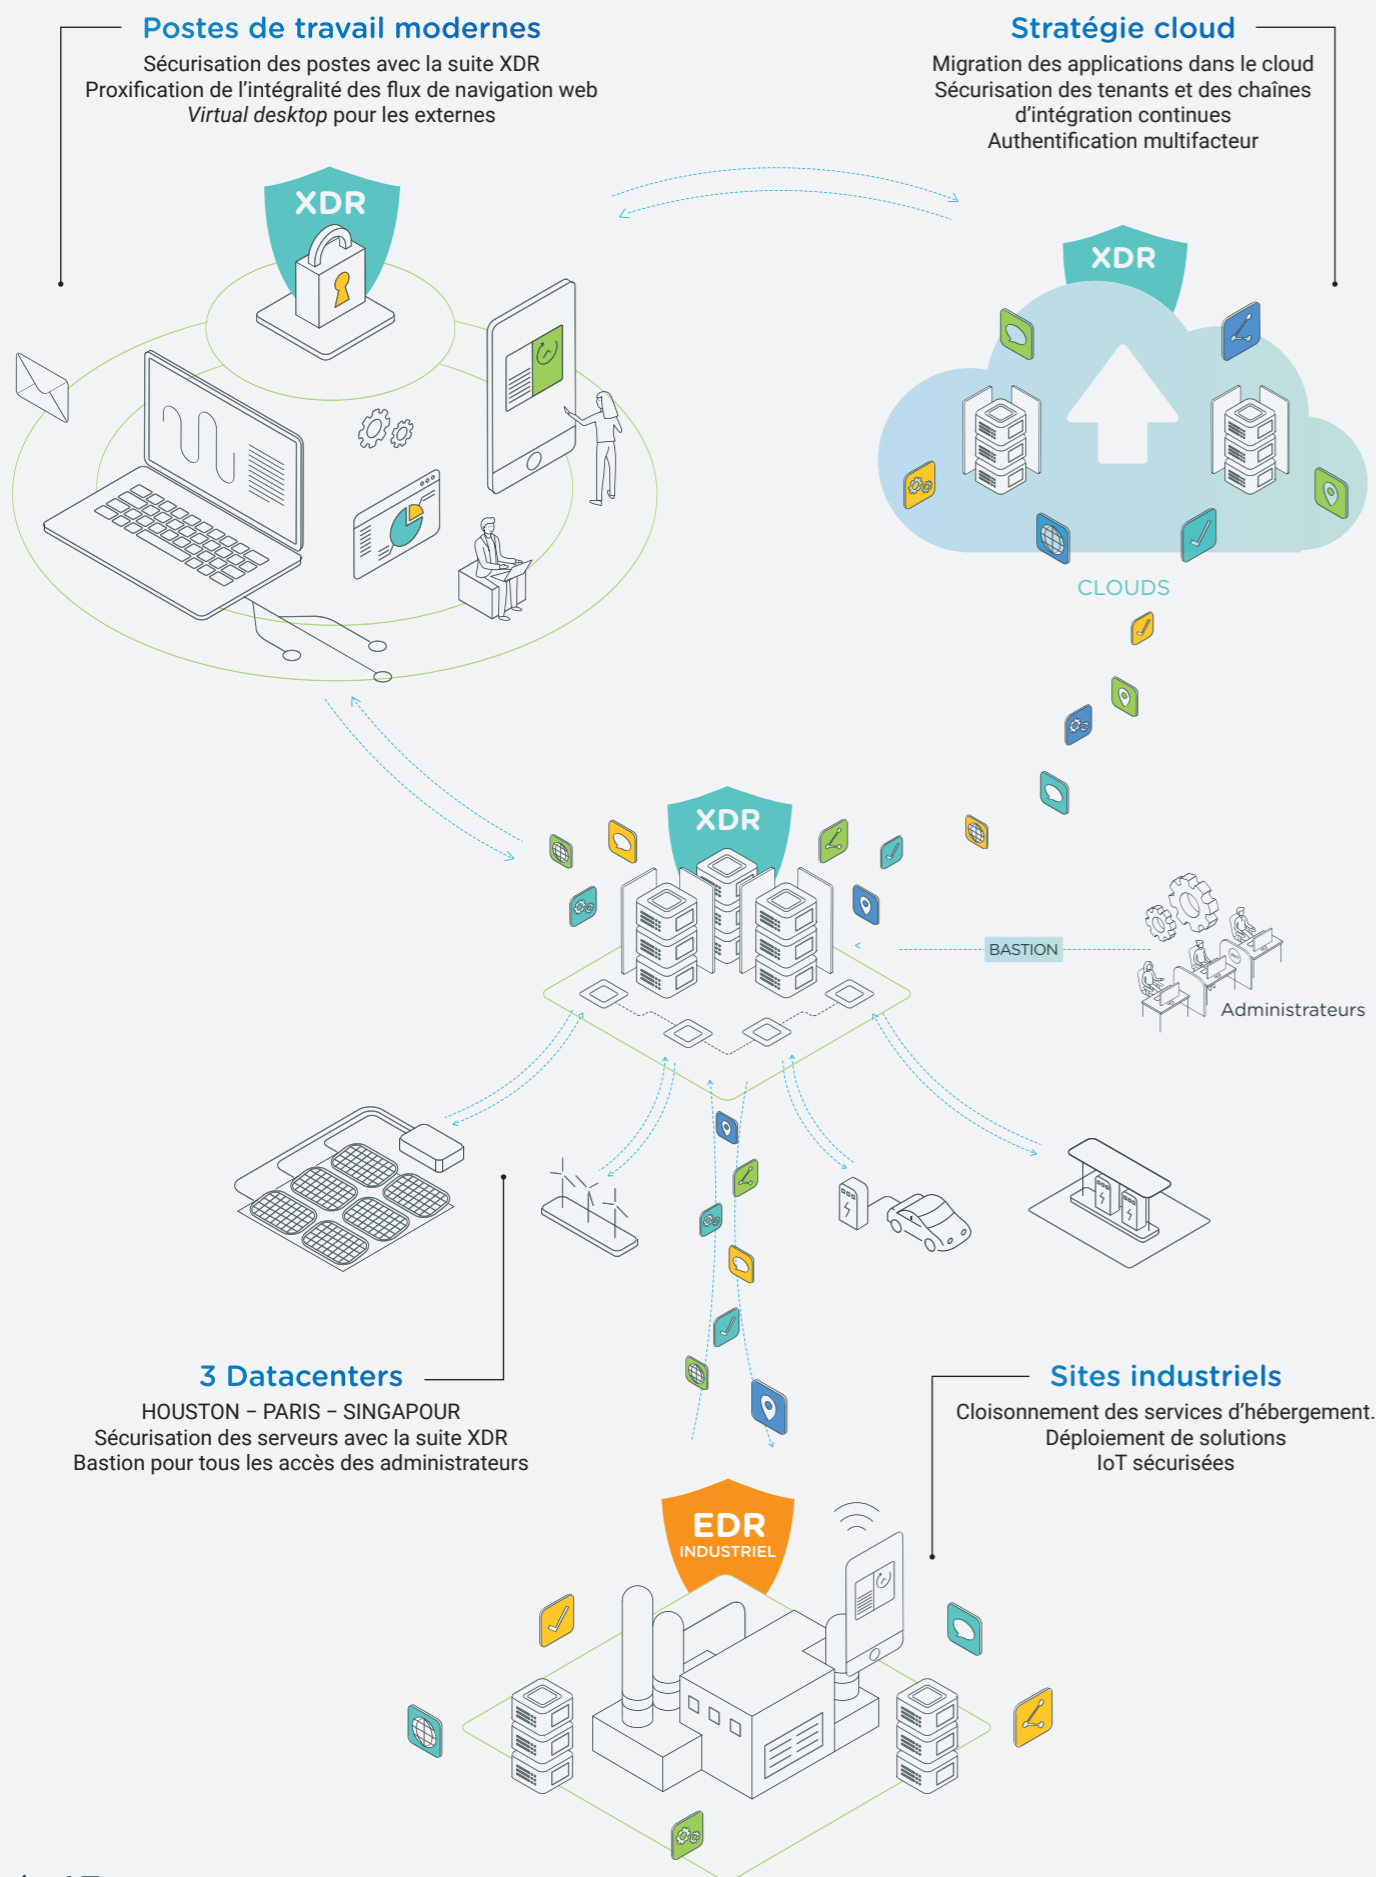 Postes de travail modernes
Sécurisation des postes avec la suite XDR
Proxification de l'intégralité des flux de navigation web
Virtual desktop pour les externes
Stratégie cloud
Migration des applications dans le cloud
Sécurisation des tenants et des chaînes
d'intégration continues
Authentification multifacteur
XDR
XDR
CLOUDS
XDR
BASTION
Administrateurs
3 Datacenters
HOUSTON – PARIS – SINGAPOUR
Sécurisation des serveurs avec la suite XDR
Bastion pour tous les accès des administrateurs
Sites industriels
Cloisonnement des services d'hébergement.
Déploiement de solutions
IoT sécurisées
EDR
INDUSTRIEL